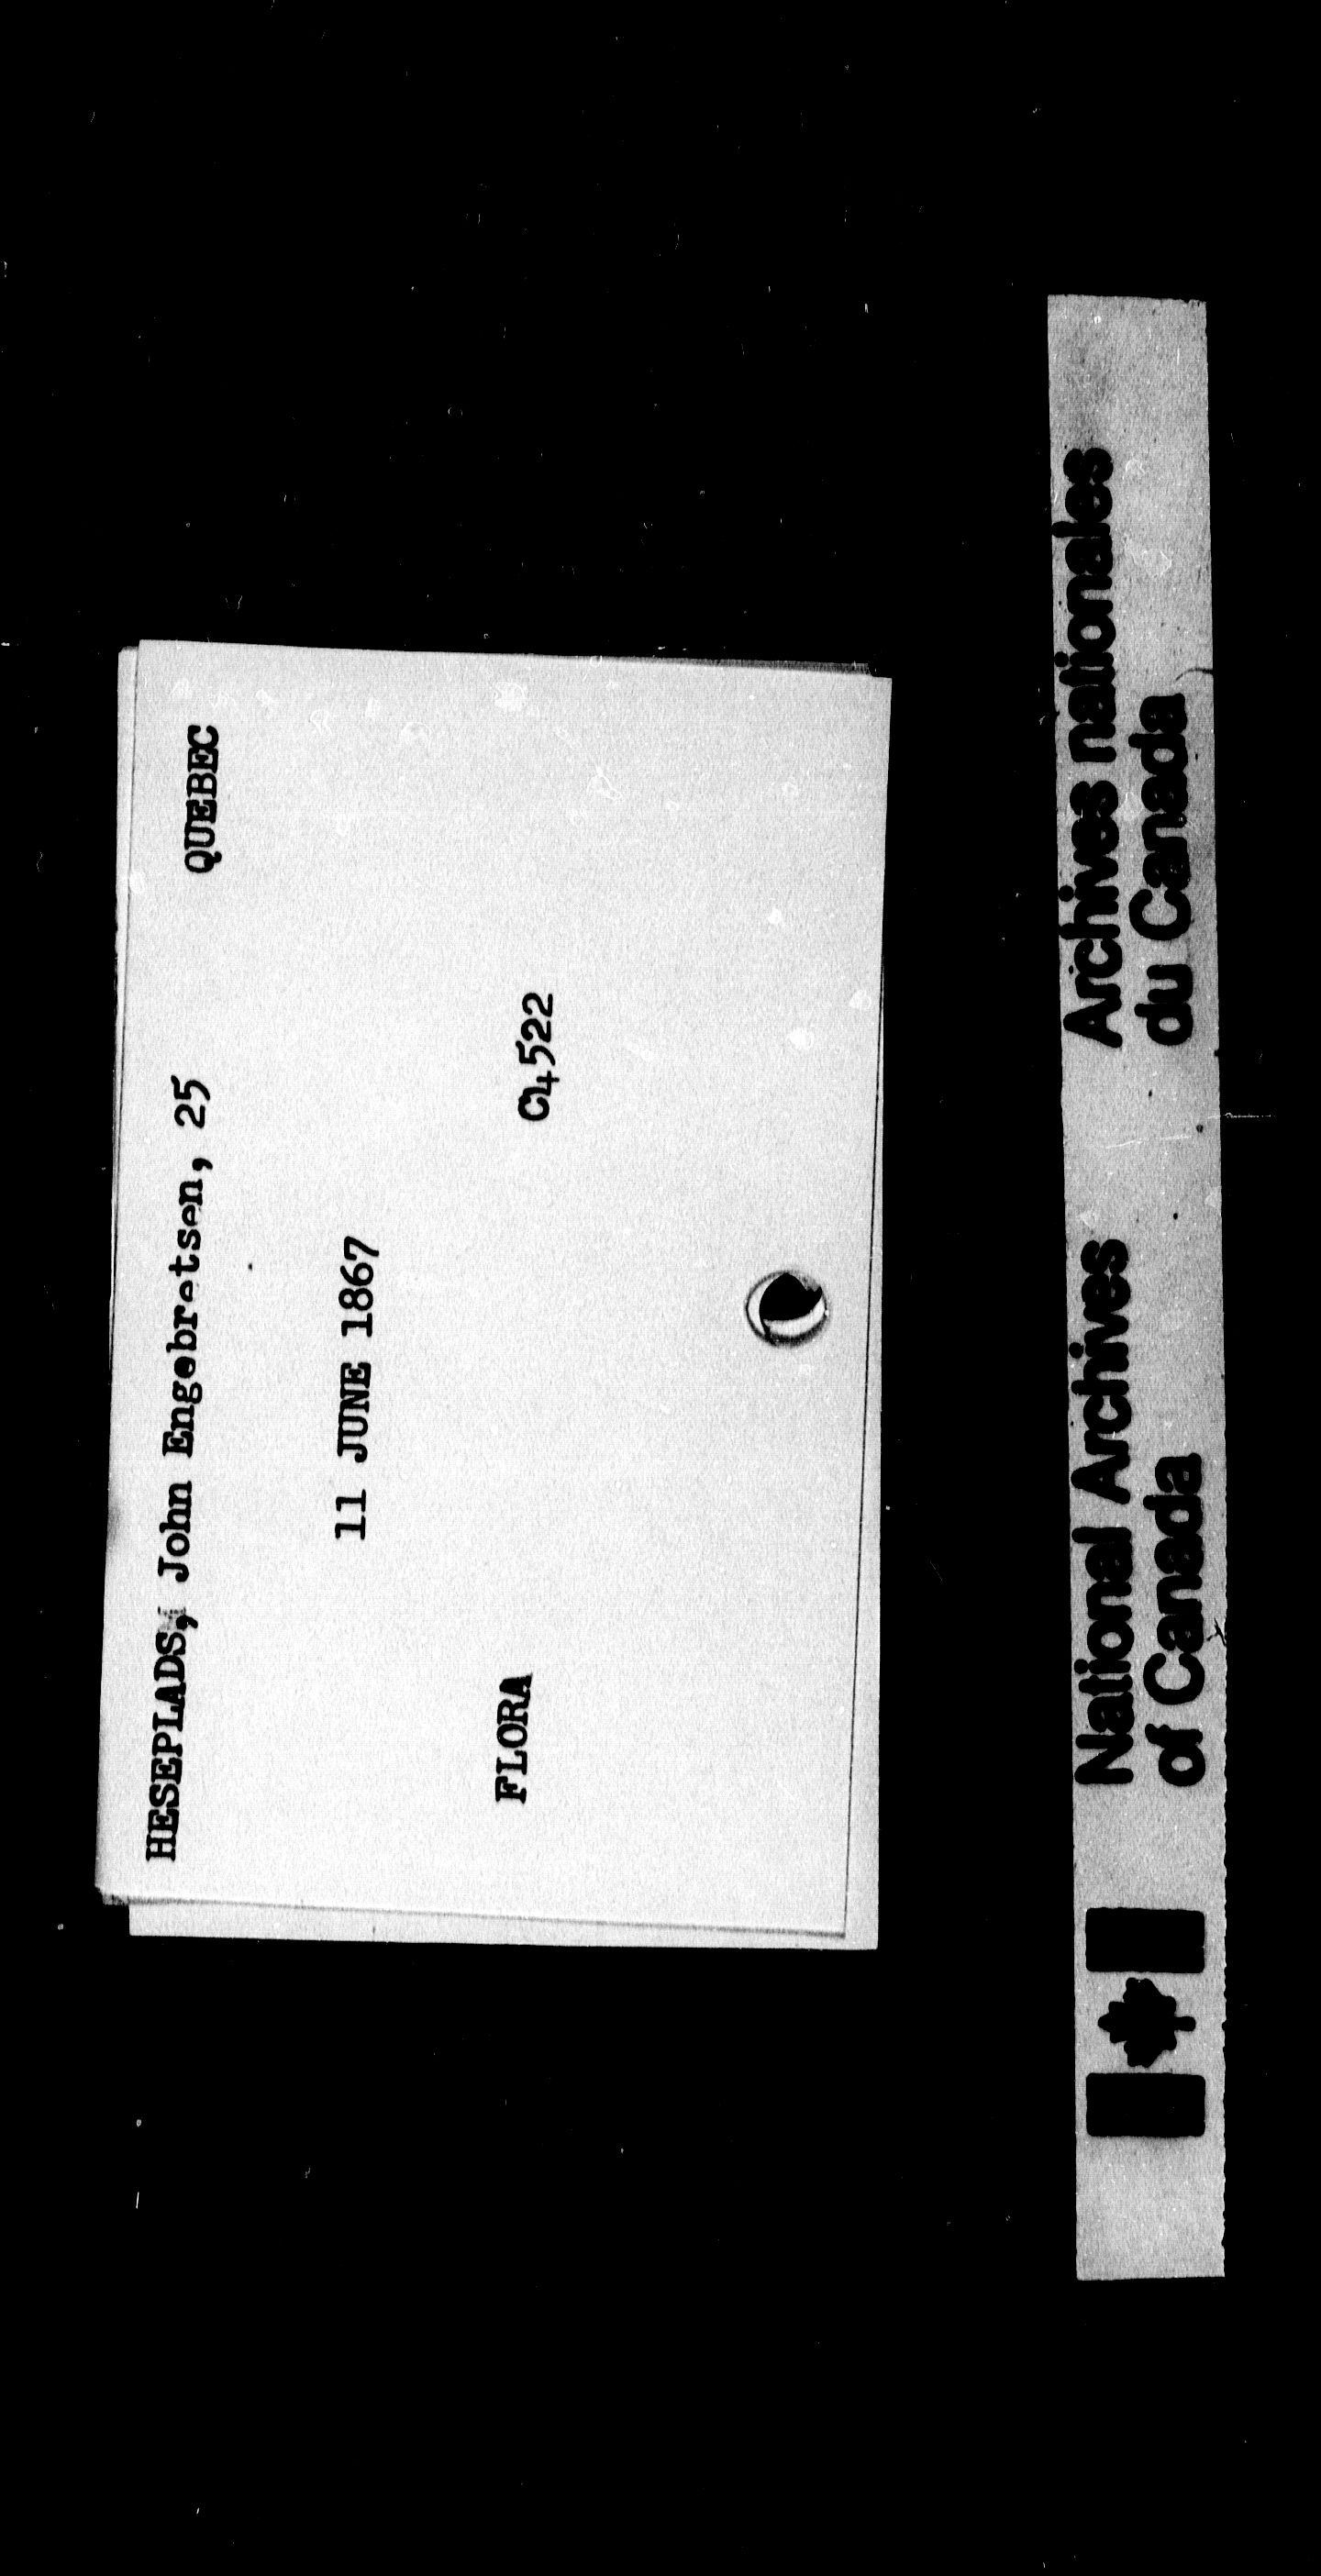 HESEPLADS, John Engebretsen, 25 QUEBEC
11 JUNE 1867
FLORA C4522
National Archives of Canada
Archives nationales du Canada